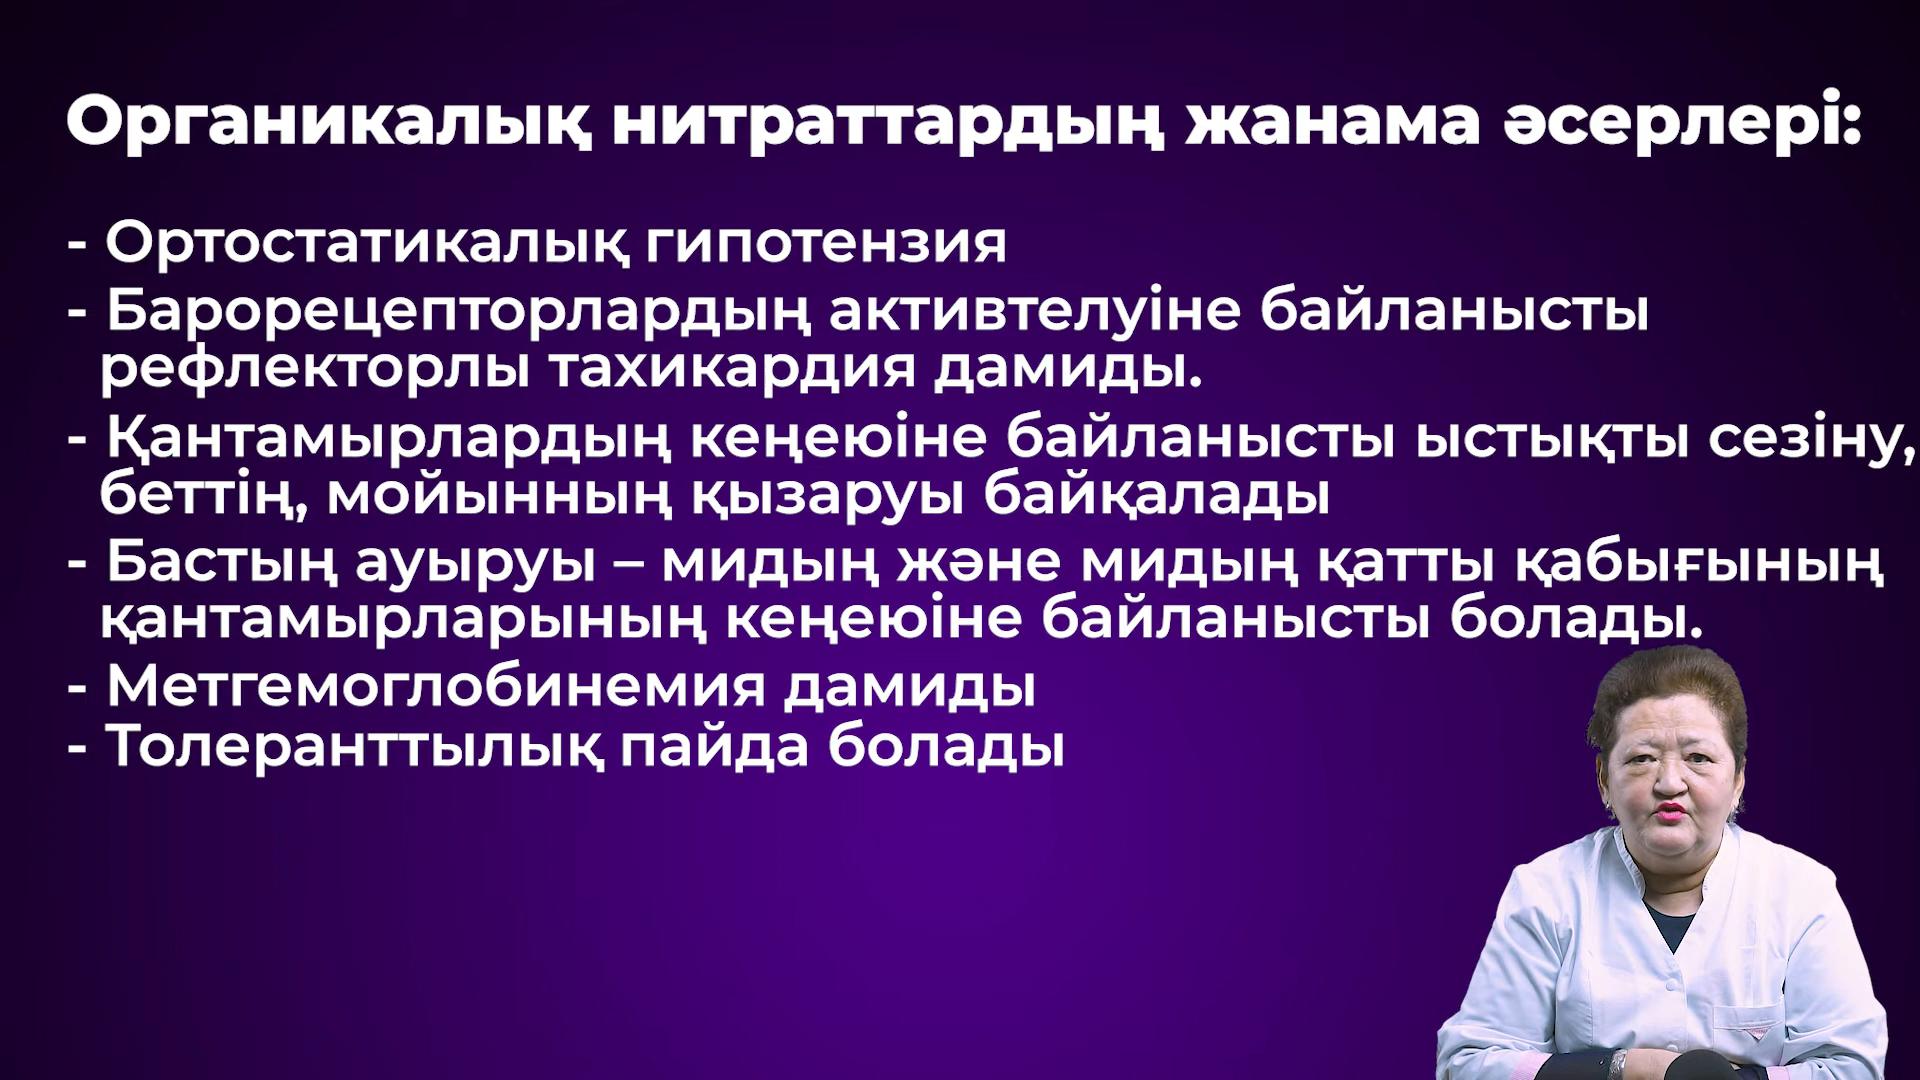 Органикалық нитраттардың жанама әсерлері:
- Ортостатикалық гипотензия
- Барорецепторлардың активтелуіне байланысты
рефлекторлы тахикардия дамиды.
- Қантамырлардың кеңеюіне байланысты ыстықты сезіну,
беттің, мойынның қызаруы байқалады
- Бастың ауыруы – мидың және мидың қатты қабығының
қантамырларының кеңеюіне байланысты болады.
- Метгемоглобинемия дамиды
- Толеранттылық пайда болады